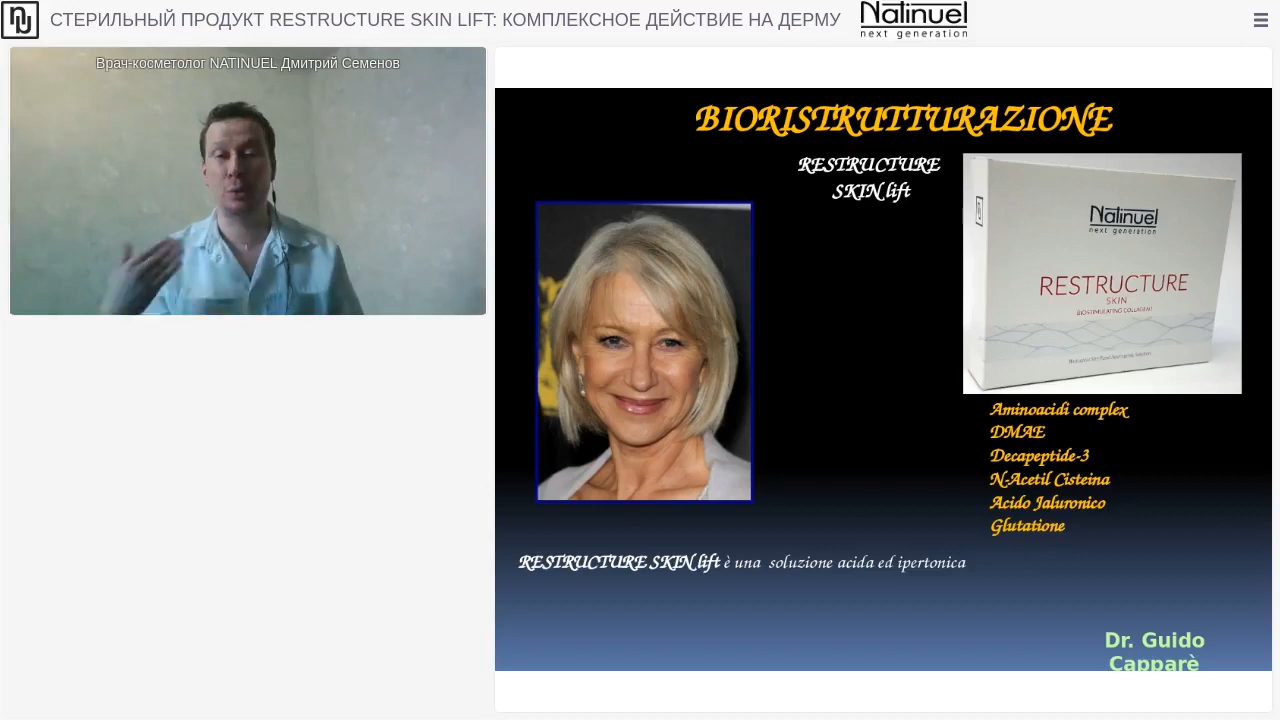 СТЕРИЛЬНЫЙ ПРОДУКТ RESTRUCTURE SKIN LIFT: КОМПЛЕКСНОЕ ДЕЙСТВИЕ НА ДЕРМУ
Natinuel
next generation
Врач-косметолог NATINUEL Дмитрий Семенов
BIORISTRUTTURAZIONE
RESTRUCTURE
SKIN lift
Natinuel
next generation
RESTRUCTURE
SKIN
BIOSTIMULATING COLLAGEN
Aminoacidi complex
DMAE
Decapeptide-3
N-Acetil Cisteina
Acido Jaluronico
Glutatione
RESTRUCTURE SKIN lift è una soluzione acida ed ipertonica
Dr. Guido
Capparè